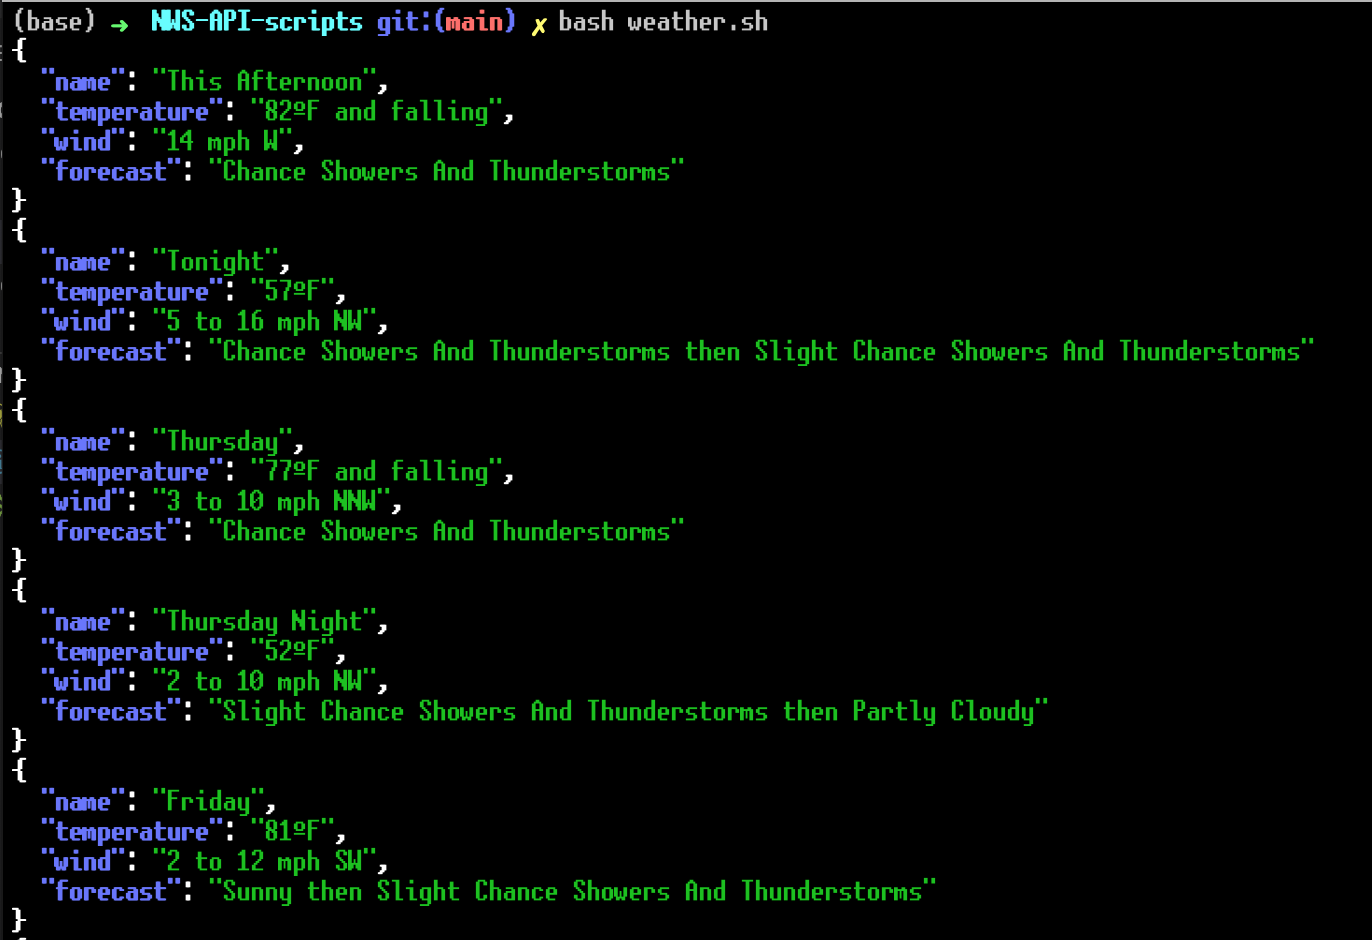 (base) ➜ NWS-API-scripts git:(main) ✗ bash weather.sh
{
  "name": "This Afternoon",
  "temperature": "82ºF and falling",
  "wind": "14 mph W",
  "forecast": "Chance Showers And Thunderstorms"
}
{
  "name": "Tonight",
  "temperature": "57ºF",
  "wind": "5 to 16 mph NW",
  "forecast": "Chance Showers And Thunderstorms then Slight Chance Showers And Thunderstorms"
}
{
  "name": "Thursday",
  "temperature": "77ºF and falling",
  "wind": "3 to 10 mph NNW",
  "forecast": "Chance Showers And Thunderstorms"
}
{
  "name": "Thursday Night",
  "temperature": "52ºF",
  "wind": "2 to 10 mph NW",
  "forecast": "Slight Chance Showers And Thunderstorms then Partly Cloudy"
}
{
  "name": "Friday",
  "temperature": "81ºF",
  "wind": "2 to 12 mph SW",
  "forecast": "Sunny then Slight Chance Showers And Thunderstorms"
}